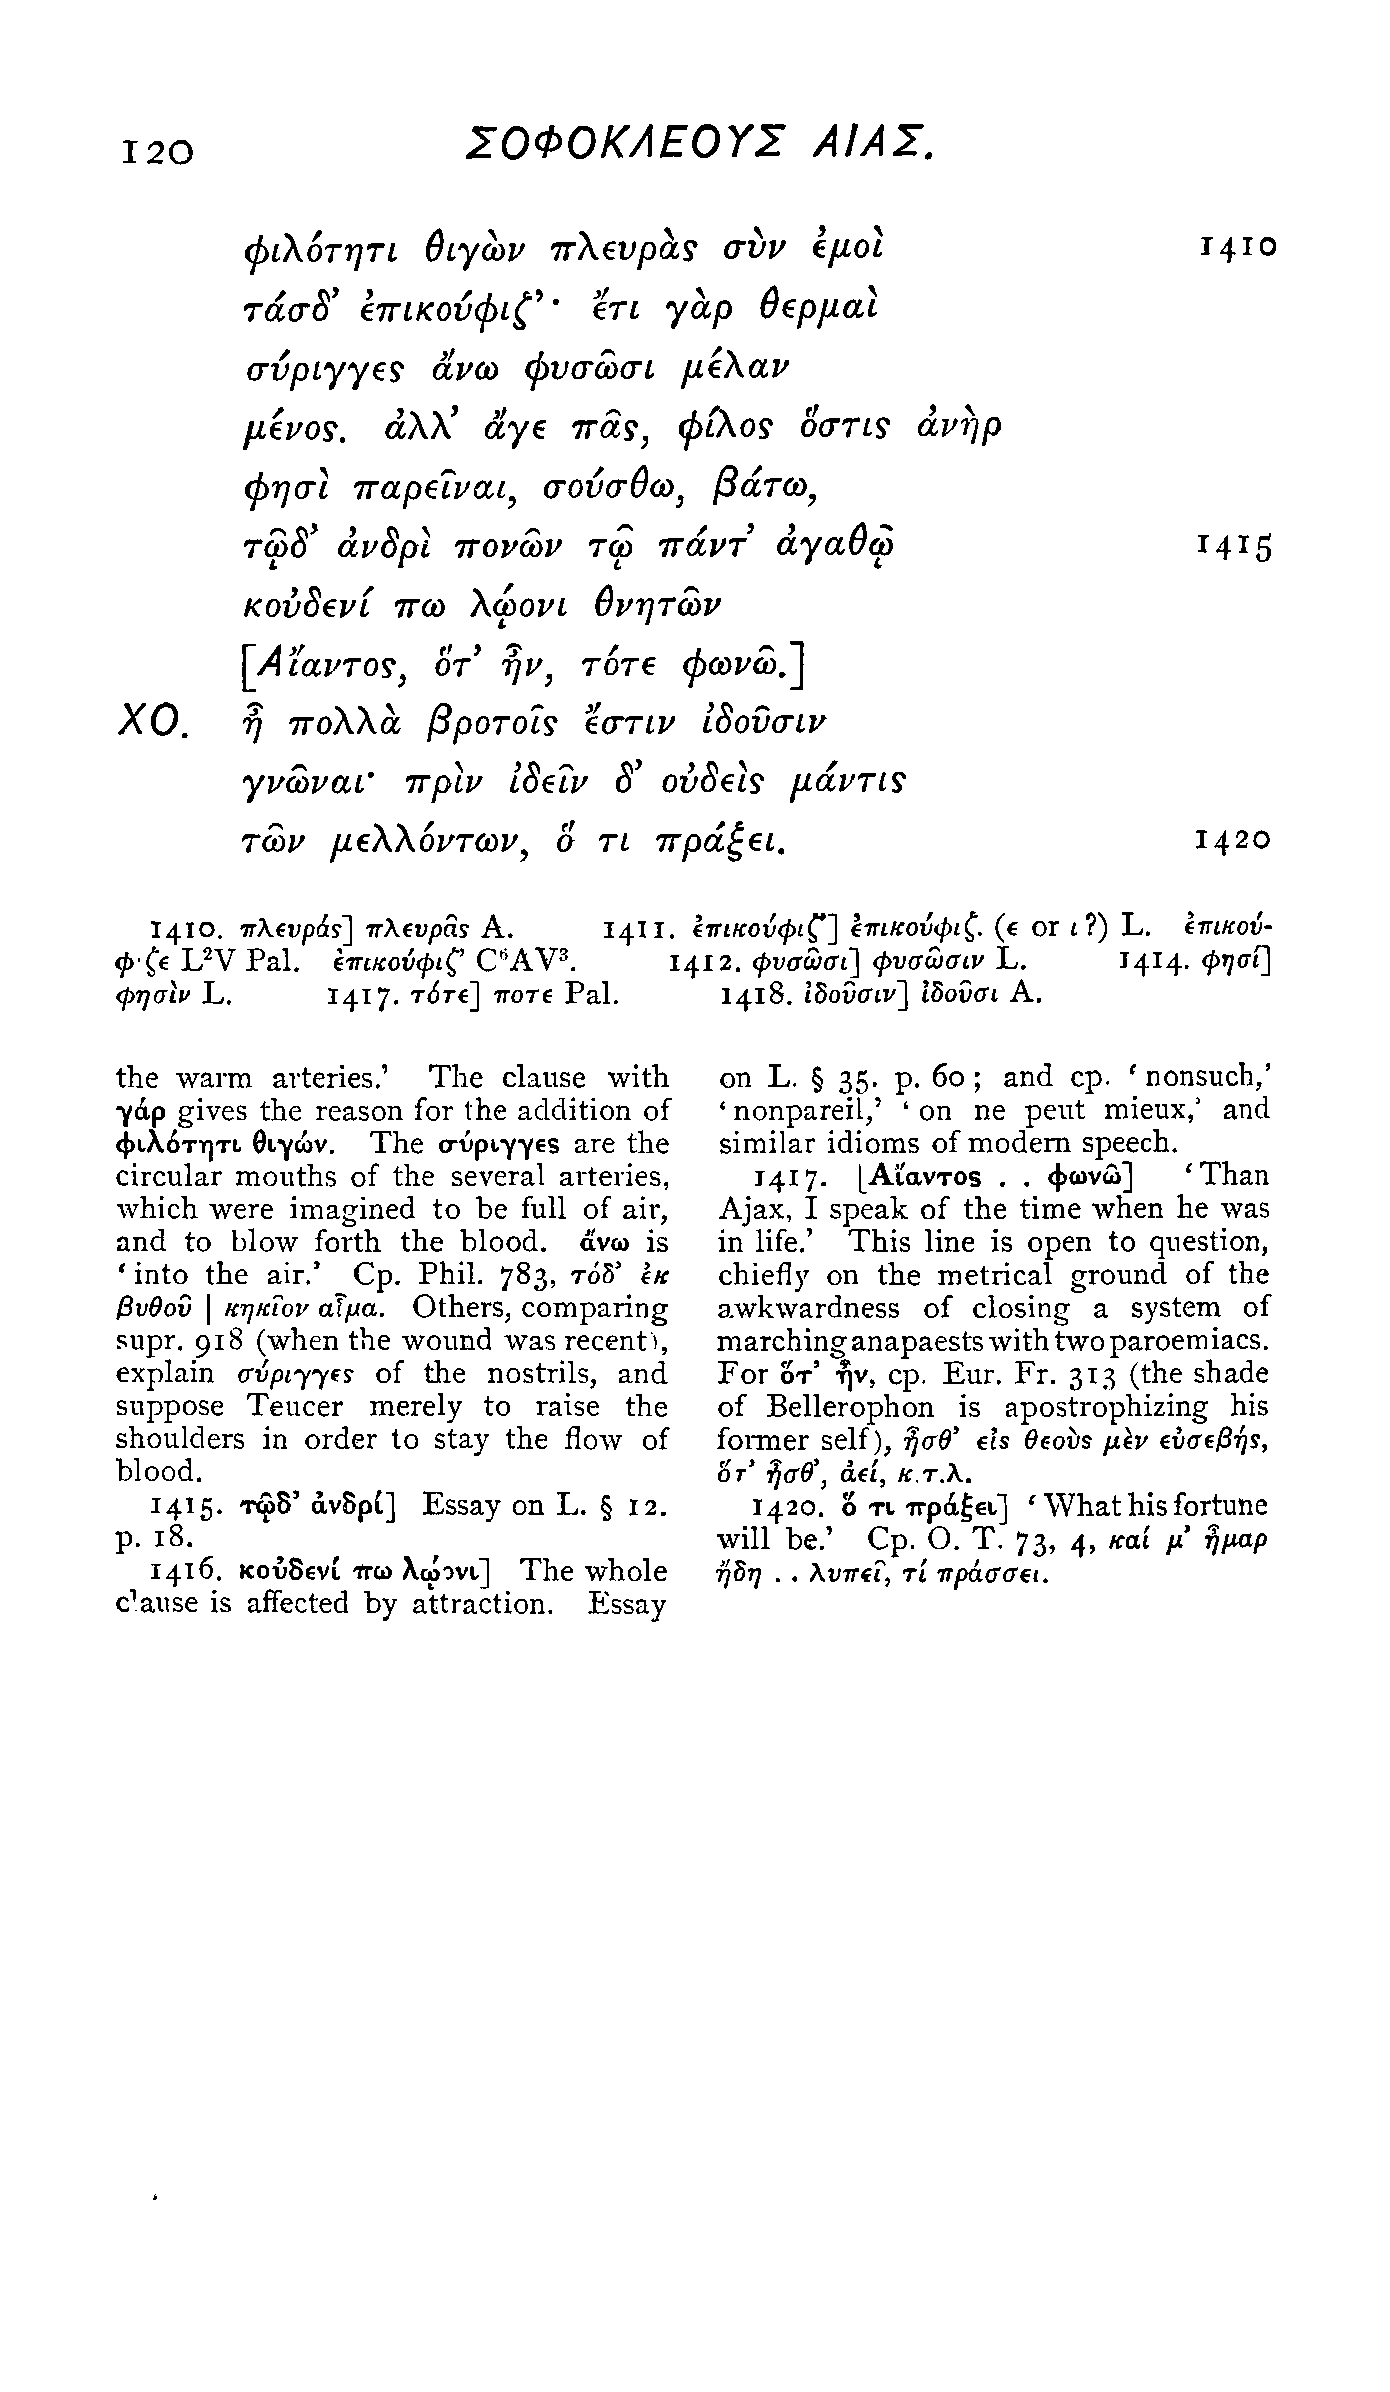 120 ΣΟΦΟΚΛΕΟΥΣ ΑΙΑΣ.
φιλότητι θιγὼν πλευρὰς σὺν ἐμοὶ 1410
τάσδ’ ἐπικούφιζ’· ἔτι γὰρ θερμαὶ
σύριγγες ἄνω φυσῶσι μέλαν
μένος. ἀλλ’ ἄγε πᾶς, φίλος ὅστις ἀνὴρ
φησὶ παρεῖναι, σούσθω, βάτω,
τῷδ’ ἀνδρὶ πονῶν τῷ πάντ’ ἀγαθῷ 1415
κοὐδενί πω λῴονι θνητῶν
[Αἴαντος, ὅτ’ ἦν, τότε φωνῶ.]
ΧΟ. ἦ πολλὰ βροτοῖς ἔστιν ἰδοῦσιν
γνῶναι· πρὶν ἰδεῖν δ’ οὐδεὶς μάντις
τῶν μελλόντων, ὅ τι πράξει. 1420
1410. πλευράς] πλευρᾶς A. 1411. ἐπικούφιζ’] ἐπικούφιζ. (ε or ι?) L. ἐπικού-
φ·ζε L²V Pal. ἐπικούφιζ’ C⁶AV³. 1412. φυσῶσι] φυσῶσιν L. 1414. φησί]
φησὶν L. 1417. τότε] ποτε Pal. 1418. ἰδοῦσιν] ἰδοῦσι A.
the warm arteries.’ The clause with
γάρ gives the reason for the addition of
φιλότητι θιγών. The σύριγγες are the
circular mouths of the several arteries,
which were imagined to be full of air,
and to blow forth the blood. ἄνω is
‘into the air.’ Cp. Phil. 783, τόδ’ ἐκ
βυθοῦ | κηκῖον αἷμα. Others, comparing
supr. 918 (when the wound was recent),
explain σύριγγες of the nostrils, and
suppose Teucer merely to raise the
shoulders in order to stay the flow of
blood.
1415. τῷδ’ ἀνδρί] Essay on L. § 12.
p. 18.
1416. κοὐδενί πω λῴονι] The whole
clause is affected by attraction. Essay
on L. § 35. p. 60; and cp. ‘nonsuch,’
‘nonpareil,’ ‘on ne peut mieux,’ and
similar idioms of modern speech.
1417. [Αἴαντος . . φωνῶ] ‘Than
Ajax, I speak of the time when he was
in life.’ This line is open to question,
chiefly on the metrical ground of the
awkwardness of closing a system of
marching anapaests with two paroemiacs.
For ὅτ’ ἦν, cp. Eur. Fr. 313 (the shade
of Bellerophon is apostrophizing his
former self), ἦσθ’ εἰς θεοὺς μὲν εὐσεβής,
ὅτ’ ἦσθ’, ἀεί, κ.τ.λ.
1420. ὅ τι πράξει] ‘What his fortune
will be.’ Cp. O. T. 73, 4, καί μ’ ἦμαρ
ἤδη . . λυπεῖ, τί πράσσει.